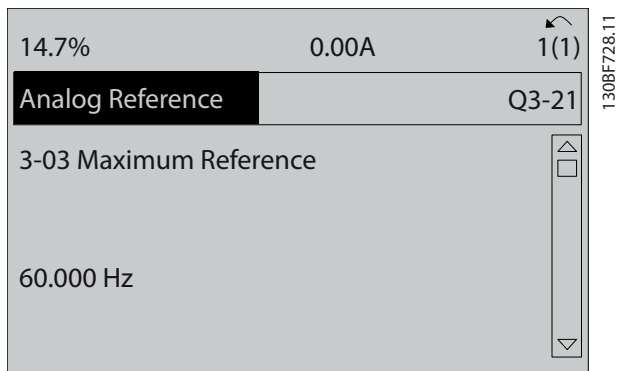 14.7% 0.00A 1(1)
Analog Reference Q3-21
3-03 Maximum Reference
60.000 Hz
130BF728.11